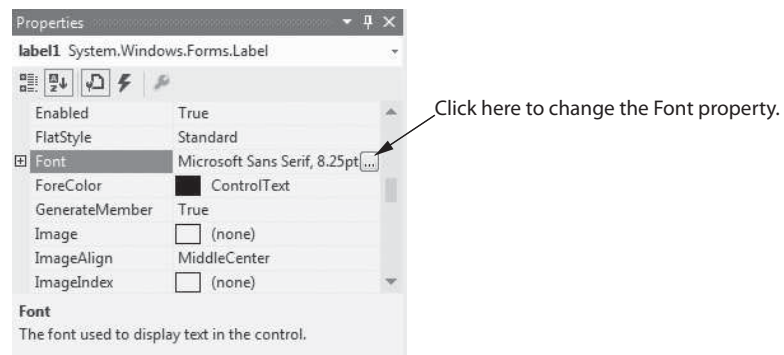 Properties
label1 System.Windows.Forms.Label
Enabled True
FlatStyle Standard
Font Microsoft Sans Serif, 8.25pt ...
ForeColor ControlText
GenerateMember True
Image (none)
ImageAlign MiddleCenter
ImageIndex (none)
Font
The font used to display text in the control.
Click here to change the Font property.